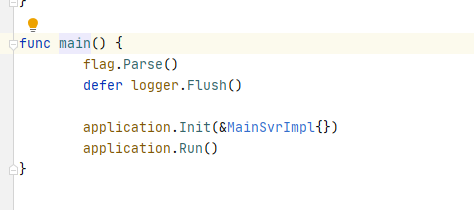 }
func main() {
flag.Parse()
defer logger.Flush()
application.Init(&MainSvrImpl{})
application.Run()
}